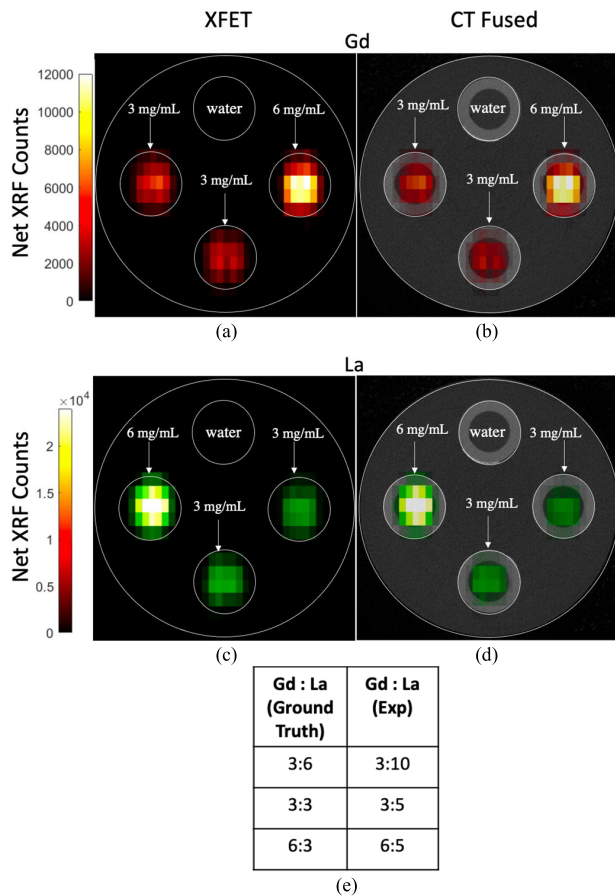 XFET
CT Fused
Gd
Net XRF Counts
12000
10000
8000
6000
4000
2000
0
3 mg/mL
water
6 mg/mL
3 mg/mL
3 mg/mL
water
6 mg/mL
3 mg/mL
(a)
(b)
La
Net XRF Counts
×10⁴
2
1.5
1
0.5
0
6 mg/mL
water
3 mg/mL
3 mg/mL
6 mg/mL
water
3 mg/mL
3 mg/mL
(c)
(d)
Gd : La
(Ground
Truth)
Gd : La
(Exp)
3:6
3:10
3:3
3:5
6:3
6:5
(e)